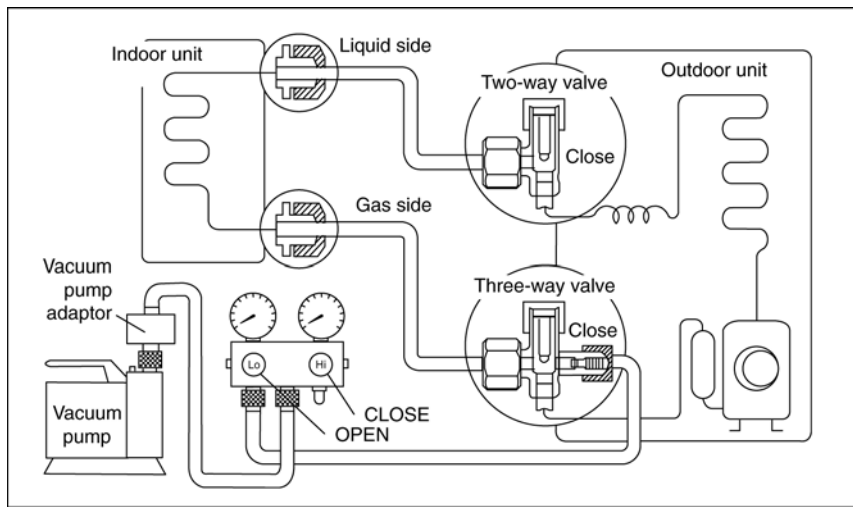 Indoor unit
Liquid side
Two-way valve
Outdoor unit
Close
Gas side
Vacuum
pump
adaptor
Three-way valve
Close
Lo
Hi
Vacuum
pump
CLOSE
OPEN